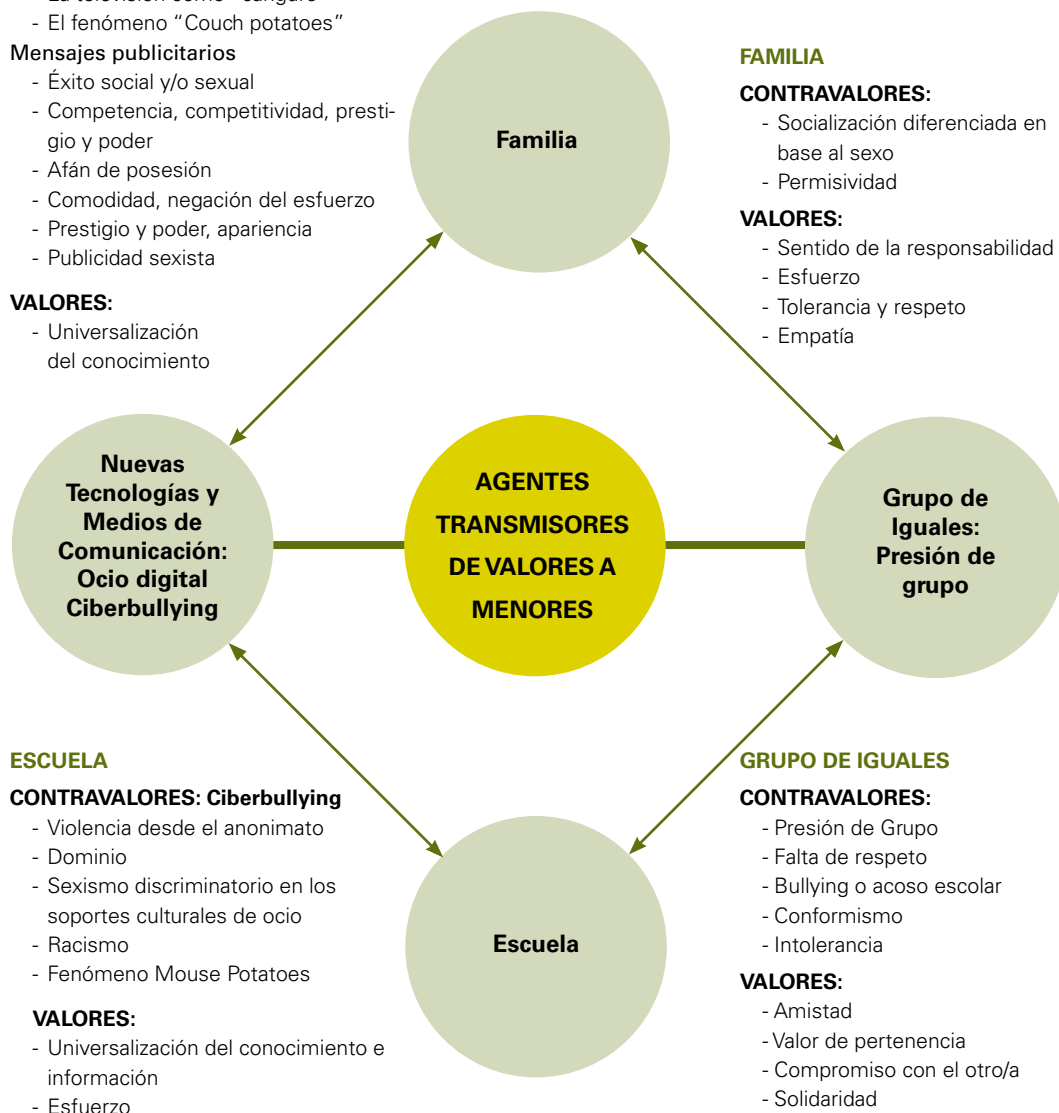 - El fenómeno “Couch potatoes”
Mensajes publicitarios
- Éxito social y/o sexual
- Competencia, competitividad, presti-
gio y poder
- Afán de posesión
- Comodidad, negación del esfuerzo
- Prestigio y poder, apariencia
- Publicidad sexista
VALORES:
- Universalización
del conocimiento
Familia
FAMILIA
CONTRAVALORES:
- Socialización diferenciada en
base al sexo
- Permisividad
VALORES:
- Sentido de la responsabilidad
- Esfuerzo
- Tolerancia y respeto
- Empatía
Nuevas
Tecnologías y
Medios de
Comunicación:
Ocio digital
Ciberbullying
AGENTES
TRANSMISORES
DE VALORES A
MENORES
Grupo de
Iguales:
Presión de
grupo
ESCUELA
CONTRAVALORES: Ciberbullying
- Violencia desde el anonimato
- Dominio
- Sexismo discriminatorio en los
soportes culturales de ocio
- Racismo
- Fenómeno Mouse Potatoes
VALORES:
- Universalización del conocimiento e
información
- Esfuerzo
Escuela
GRUPO DE IGUALES
CONTRAVALORES:
- Presión de Grupo
- Falta de respeto
- Bullying o acoso escolar
- Conformismo
- Intolerancia
VALORES:
- Amistad
- Valor de pertenencia
- Compromiso con el otro/a
- Solidaridad